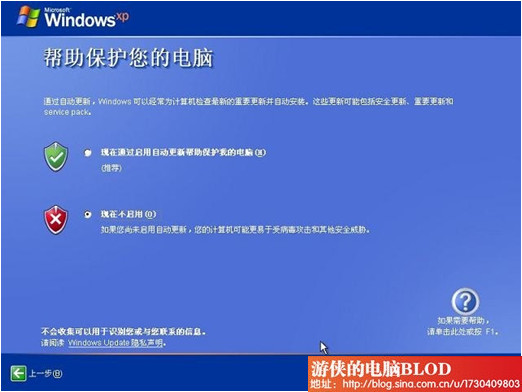 Microsoft
Windows xp
帮助保护您的电脑
通过自动更新，Windows 可以经常为计算机检查最新的重要更新并自动安装。这些更新可能包括安全更新、重要更新和
service pack。
现在通过启用自动更新帮助保护我的电脑(H)
(推荐)
现在不启用(O)
如果您尚未启用自动更新，您的计算机可能更易于受病毒攻击和其他安全威胁。
不会收集可以用于识别您或与您联系的信息。
请阅读 Windows Update 隐私声明。
如果需要帮助，
请单击此处或按 F1。
上一步(B)
游侠的电脑BLOD
地址：http://blog.sina.com.cn/u/1730409803